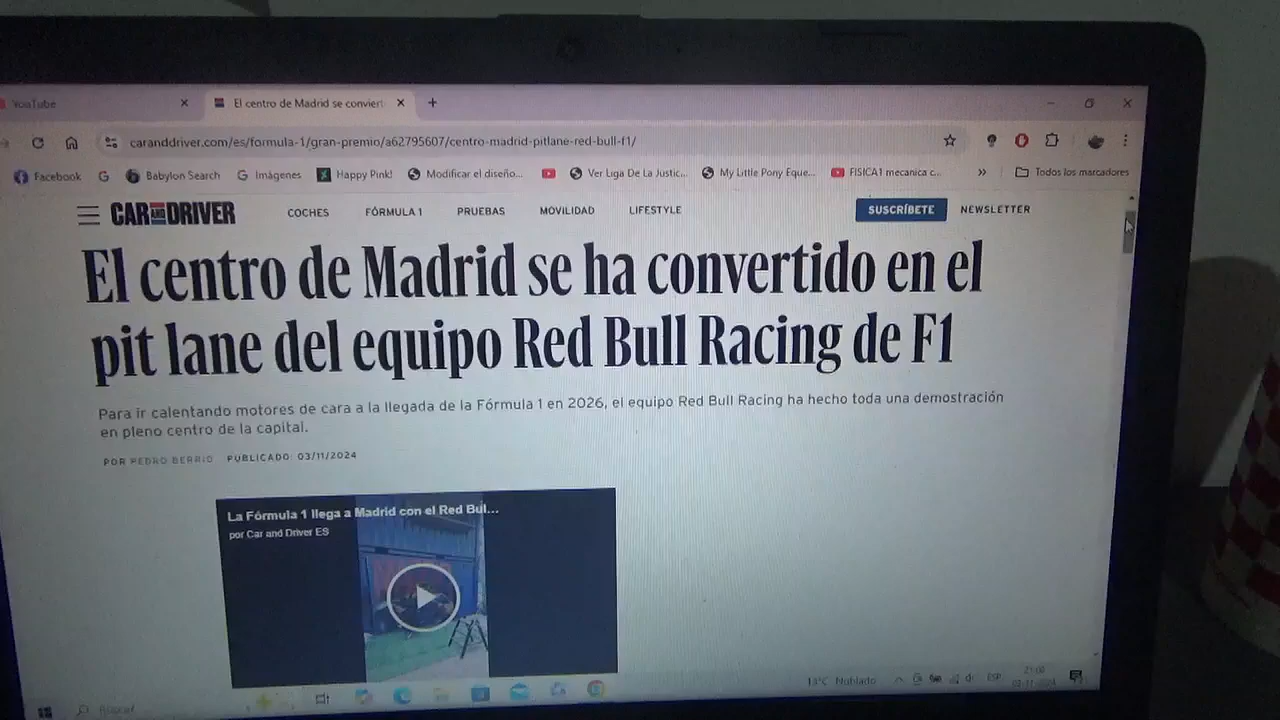 YouTube
El centro de Madrid se conviert
caranddriver.com/es/formula-1/gran-premio/a62795607/centro-madrid-pitlane-red-bull-f1/
Facebook
Babylon Search
Imágenes
Happy Pink!
Modificar el diseño...
Ver Liga De La Justic...
My Little Pony Eque...
FISICA1 mecanica c...
Todos los marcadores
CAR AND DRIVER
COCHES
FÓRMULA 1
PRUEBAS
MOVILIDAD
LIFESTYLE
SUSCRÍBETE
NEWSLETTER
El centro de Madrid se ha convertido en el
pit lane del equipo Red Bull Racing de F1
Para ir calentando motores de cara a la llegada de la Fórmula 1 en 2026, el equipo Red Bull Racing ha hecho toda una demostración
en pleno centro de la capital.
POR PEDRO BERRIO PUBLICADO: 03/11/2024
La Fórmula 1 llega a Madrid con el Red Bul...
por Car and Driver ES
Buscar
13°C Nublado
ESP